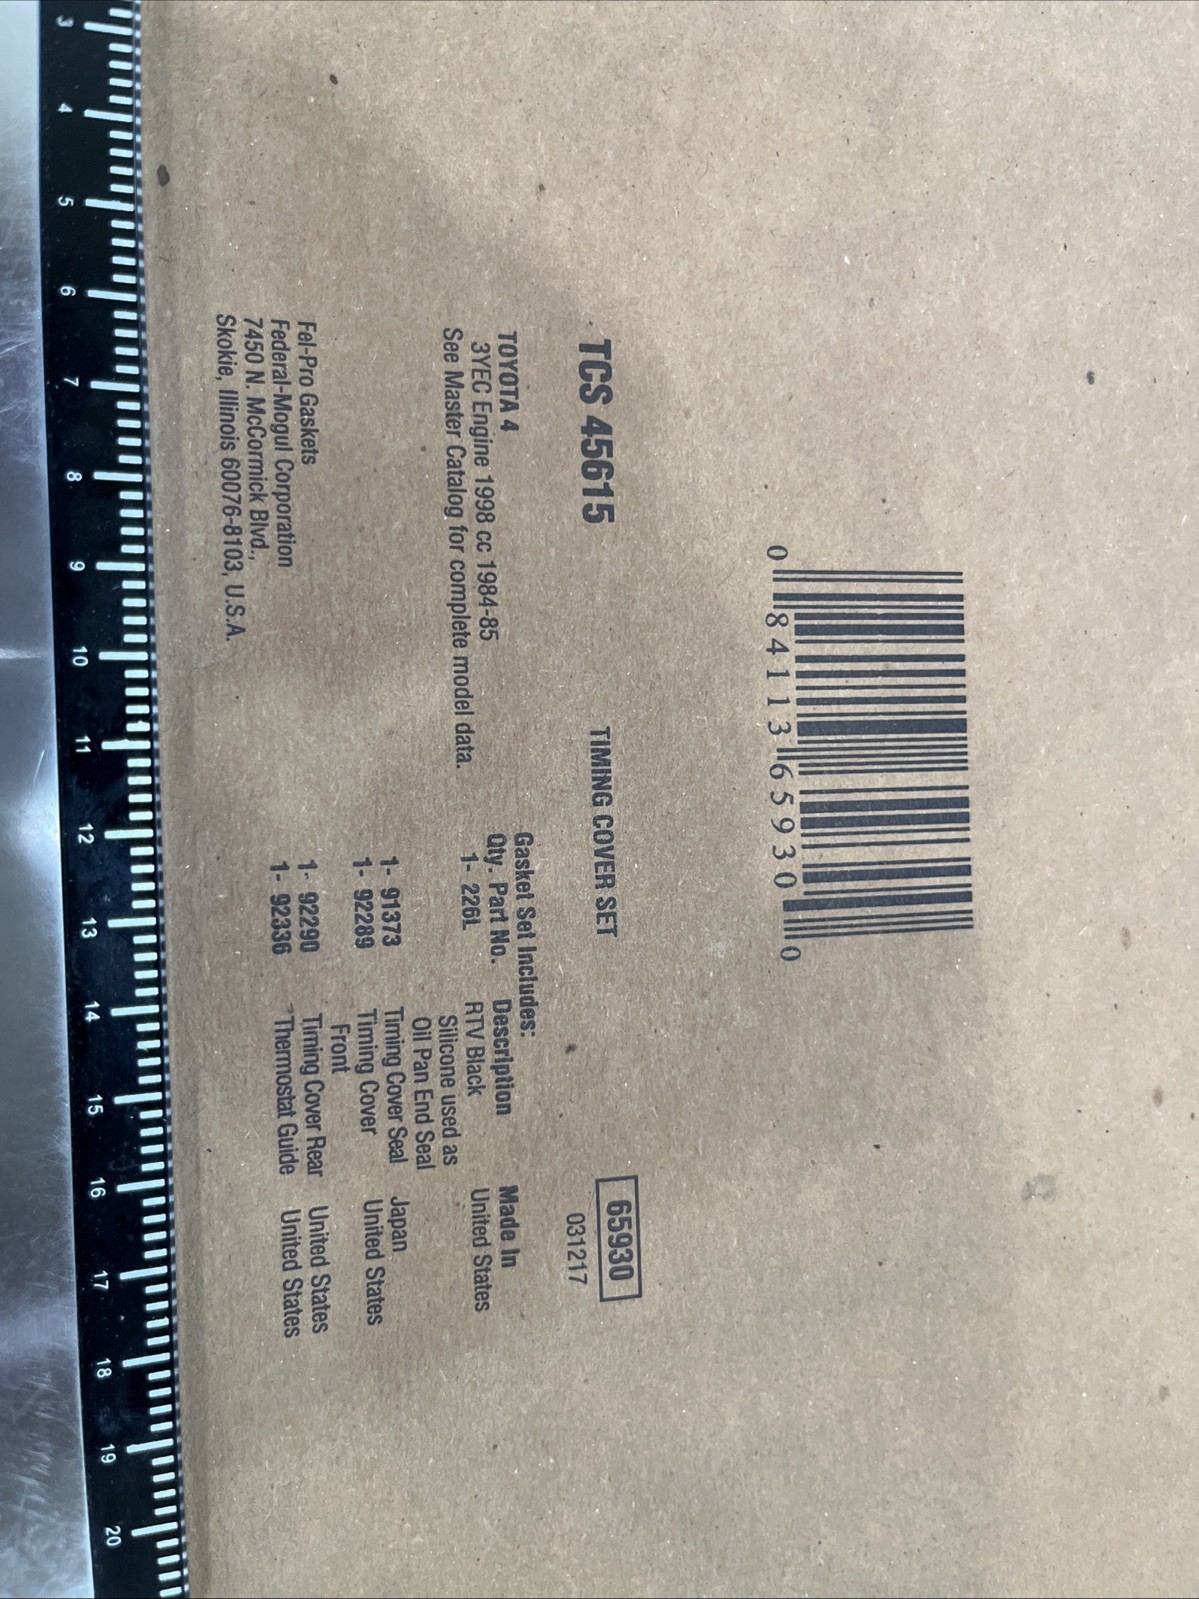 0 84113 65930 0
TCS 45615 TIMING COVER SET 65930
031217
TOYOTA 4
3YEC Engine 1998 cc 1984-85
See Master Catalog for complete model data.
Gasket Set Includes:
Qty. Part No. Description Made In
1- 226L RTV Black United States
Silicone used as
Oil Pan End Seal
1- 91373 Timing Cover Seal Japan
1- 92289 Timing Cover United States
Front
1- 92290 Timing Cover Rear United States
1- 92336 Thermostat Guide United States
Fel-Pro Gaskets
Federal-Mogul Corporation
7450 N. McCormick Blvd.,
Skokie, Illinois 60076-8103, U.S.A.
3 4 5 6 7 8 9 10 11 12 13 14 15 16 17 18 19 20